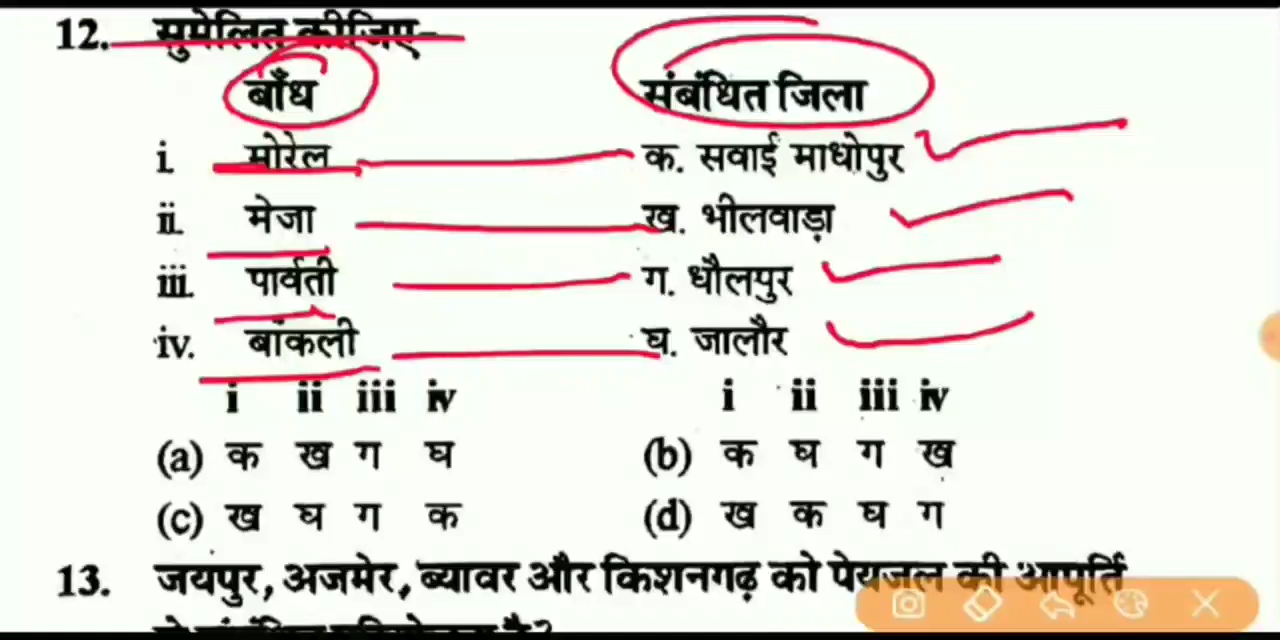 12. सुमेलित कीजिए-
बाँध संबंधित जिला
i. मोरेल क. सवाई माधोपुर
ii. मेजा ख. भीलवाड़ा
iii. पार्वती ग. धौलपुर
iv. बांकली घ. जालौर
i ii iii iv i ii iii iv
(a) क ख ग घ (b) क घ ग ख
(c) ख घ ग क (d) ख क घ ग
13. जयपुर, अजमेर, ब्यावर और किशनगढ़ को पेयजल की आपूर्ति